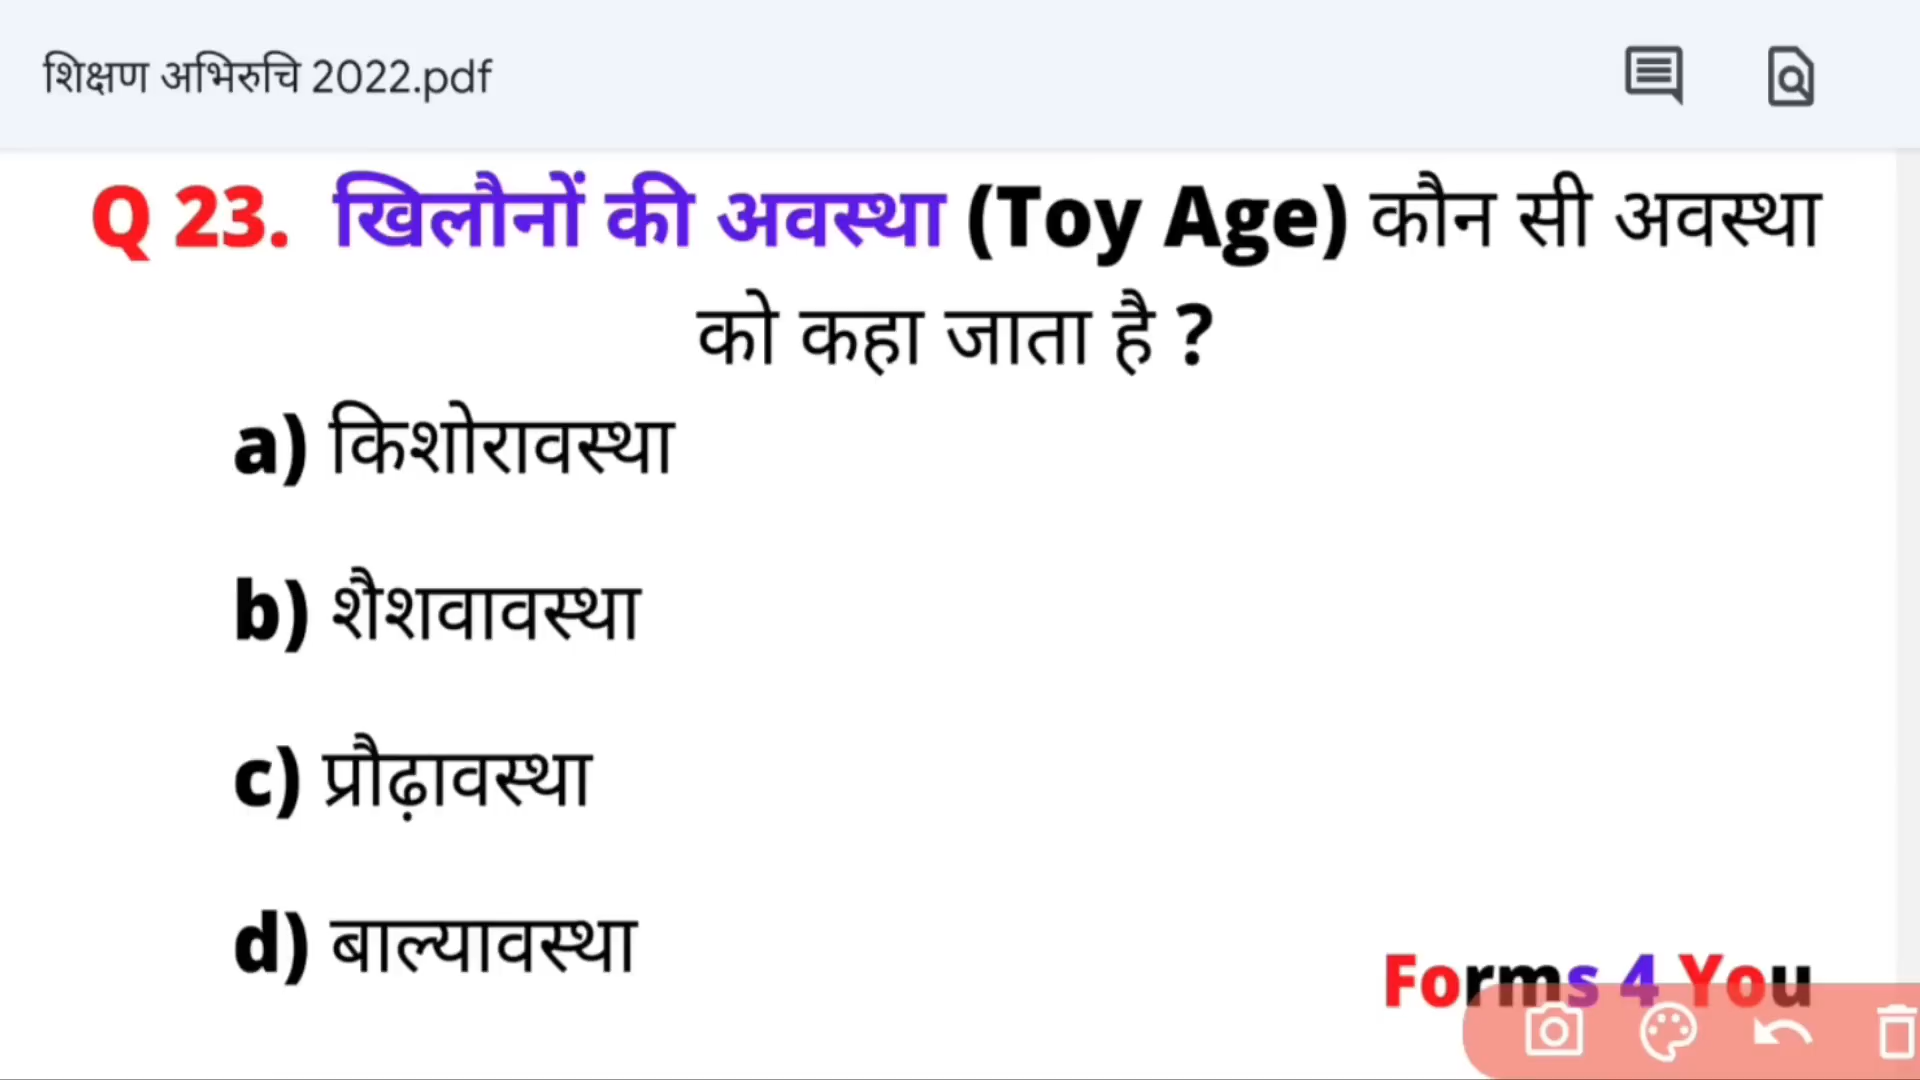 शिक्षण अभिरुचि 2022.pdf
Q 23. खिलौनों की अवस्था (Toy Age) कौन सी अवस्था
को कहा जाता है ?
a) किशोरावस्था
b) शैशवावस्था
c) प्रौढ़ावस्था
d) बाल्यावस्था
Forms 4 You